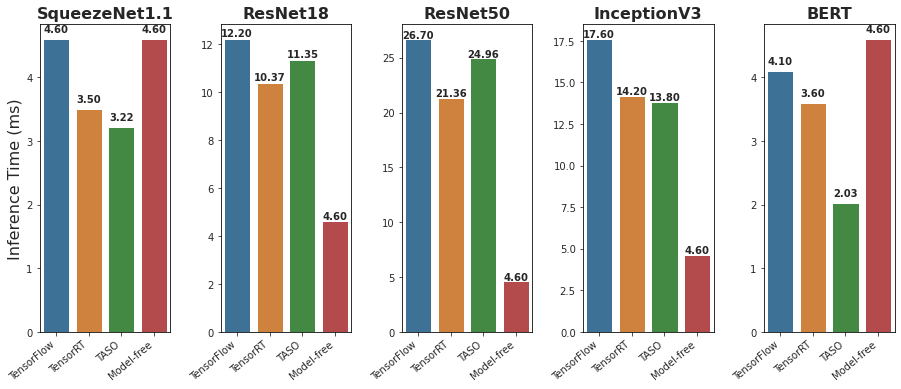 SqueezeNet1.1
ResNet18
ResNet50
InceptionV3
BERT
Inference Time (ms)
4
3
2
1
0
4.60
3.50
3.22
4.60
TensorFlow
TensorRT
TASO
Model-free
12
10
8
6
4
2
0
12.20
10.37
11.35
4.60
TensorFlow
TensorRT
TASO
Model-free
25
20
15
10
5
0
26.70
21.36
24.96
4.60
TensorFlow
TensorRT
TASO
Model-free
17.5
15.0
12.5
10.0
7.5
5.0
2.5
0.0
17.60
14.20
13.80
4.60
TensorFlow
TensorRT
TASO
Model-free
4
3
2
1
0
4.10
3.60
2.03
4.60
TensorFlow
TensorRT
TASO
Model-free